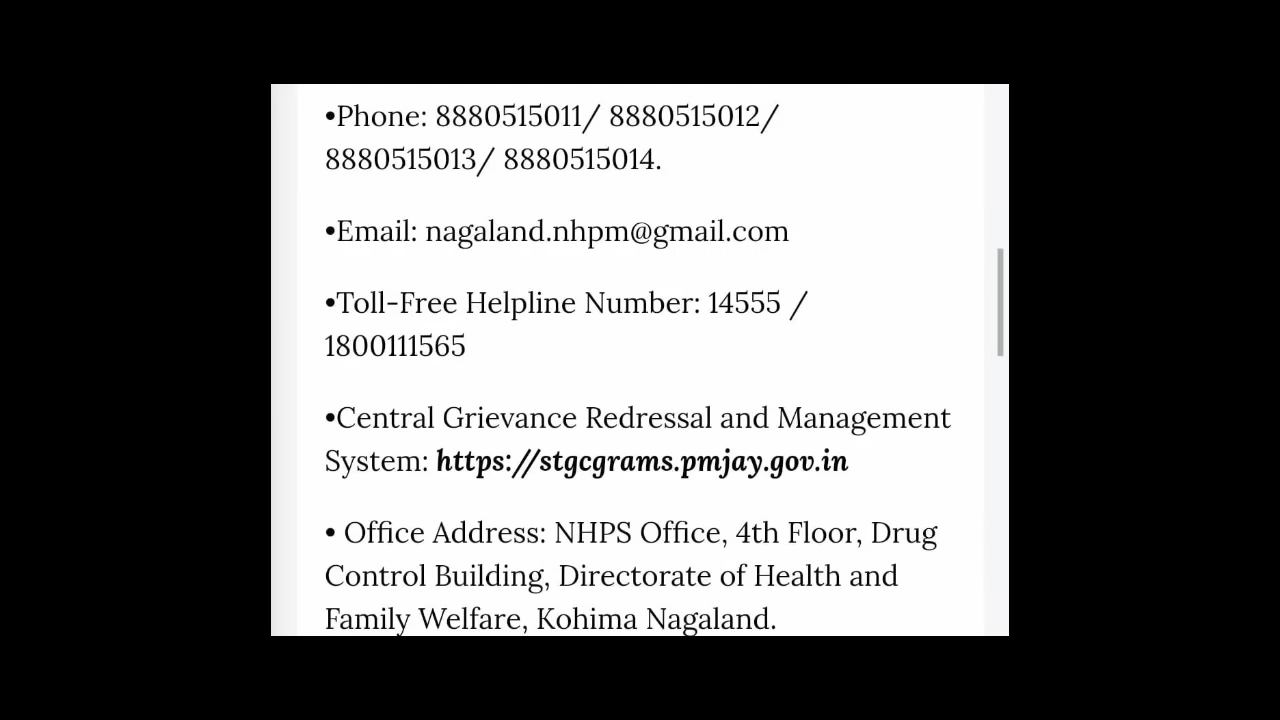 •Phone: 8880515011/ 8880515012/
8880515013/ 8880515014.
•Email: nagaland.nhpm@gmail.com
•Toll-Free Helpline Number: 14555 /
1800111565
•Central Grievance Redressal and Management
System: https://stgcgrams.pmjay.gov.in
• Office Address: NHPS Office, 4th Floor, Drug
Control Building, Directorate of Health and
Family Welfare, Kohima Nagaland.